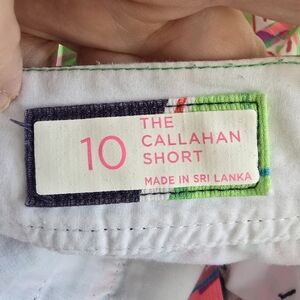 10
THE
CALLAHAN
SHORT
MADE IN SRI LANKA